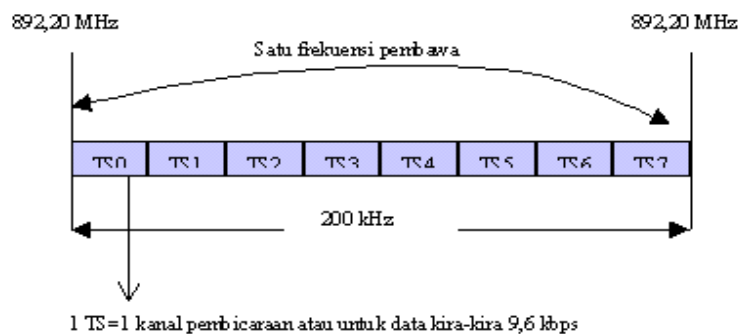 892,20 MHz 892,20 MHz
Satu frekuensi pembawa
TS0 TS1 TS2 TS3 TS4 TS5 TS6 TS7
200 kHz
1 TS=1 kanal pembicaraan atau untuk data kira-kira 9,6 kbps